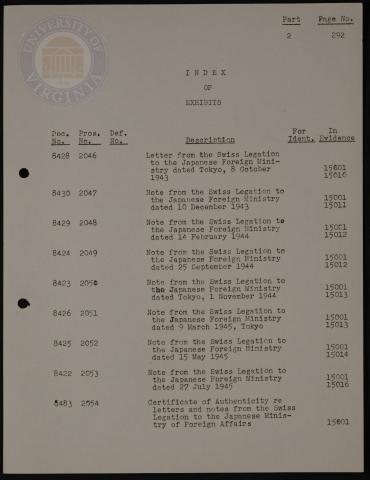 Part Page No.
2 292
UNIVERSITY OF VIRGINIA
I N D E X
OF
EXHIBITS
Doc. Pros. Def. For In
No. No. No. Description Ident. Evidence
8428 2046 Letter from the Swiss Legation
to the Japanese Foreign Mini-
stry dated Tokyo, 8 October 15001
1943 15010
8430 2047 Note from the Swiss Legation to
the Japanese Foreign Ministry 15001
dated 10 December 1943 15011
8429 2048 Note from the Swiss Legation to
the Japanese Foreign Ministry 15001
dated 14 February 1944 15012
8424 2049 Note from the Swiss Legation to
the Japanese Foreign Ministry 15001
dated 25 September 1944 15012
8423 2050 Note from the Swiss Legation to
the Japanese Foreign Ministry 15001
dated Tokyo, 1 November 1944 15013
8426 2051 Note from the Swiss Legation to
the Japanese Foreign Ministry 15001
dated 9 March 1945, Tokyo 15013
8425 2052 Note from the Swiss Legation to
the Japanese Foreign Ministry 15001
dated 15 May 1945 15014
8422 2053 Note from the Swiss Legation to
the Japanese Foreign Ministry 15001
dated 27 July 1945 15016
8483 2054 Certificate of Authenticity re
letters and notes from the Swiss
Legation to the Japanese Minis-
try of Foreign Affairs 15001